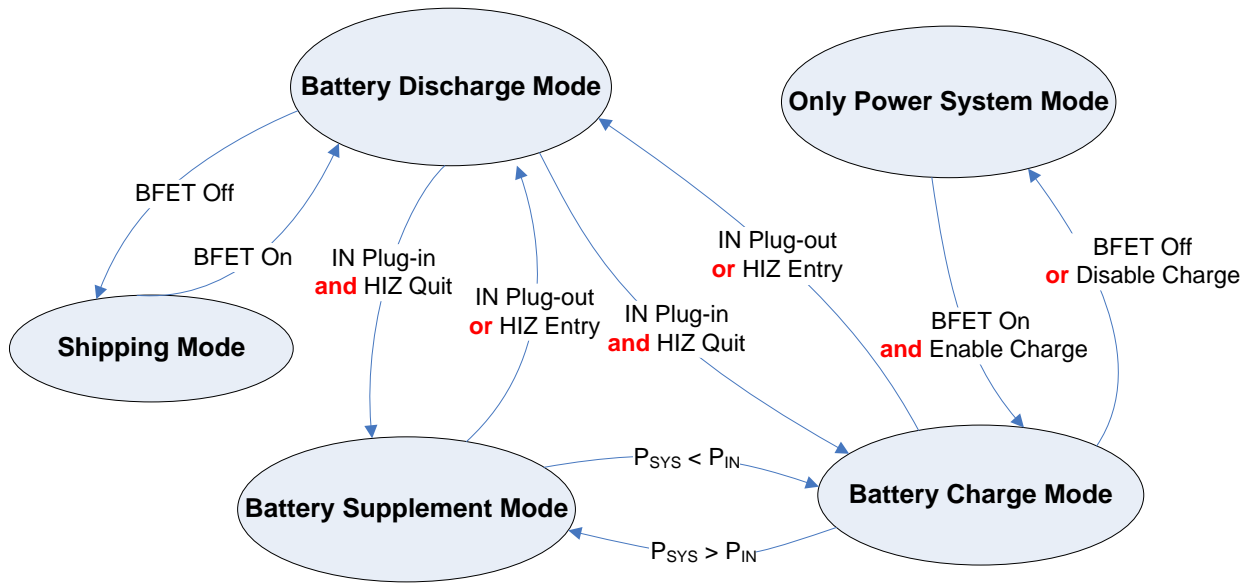 Battery Discharge Mode
Only Power System Mode
BFET Off
BFET On
IN Plug-in
and HIZ Quit
IN Plug-out
or HIZ Entry
IN Plug-in
and HIZ Quit
IN Plug-out
or HIZ Entry
BFET On
and Enable Charge
BFET Off
or Disable Charge
Shipping Mode
PSYS < PIN
Battery Supplement Mode
Battery Charge Mode
PSYS > PIN